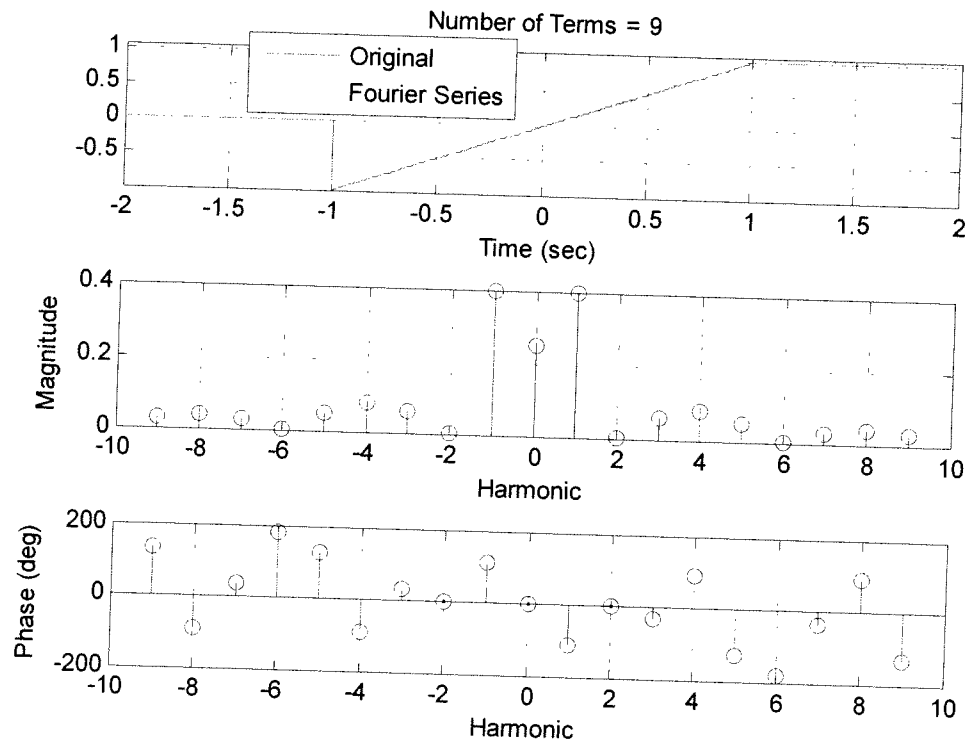 Number of Terms = 9
1
0.5
0
-0.5
Original
Fourier Series
-2 -1.5 -1 -0.5 0 0.5 1 1.5 2
Time (sec)
Magnitude
0.4
0.2
0
-10 -8 -6 -4 -2 0 2 4 6 8 10
Harmonic
Phase (deg)
200
0
-200
-10 -8 -6 -4 -2 0 2 4 6 8 10
Harmonic